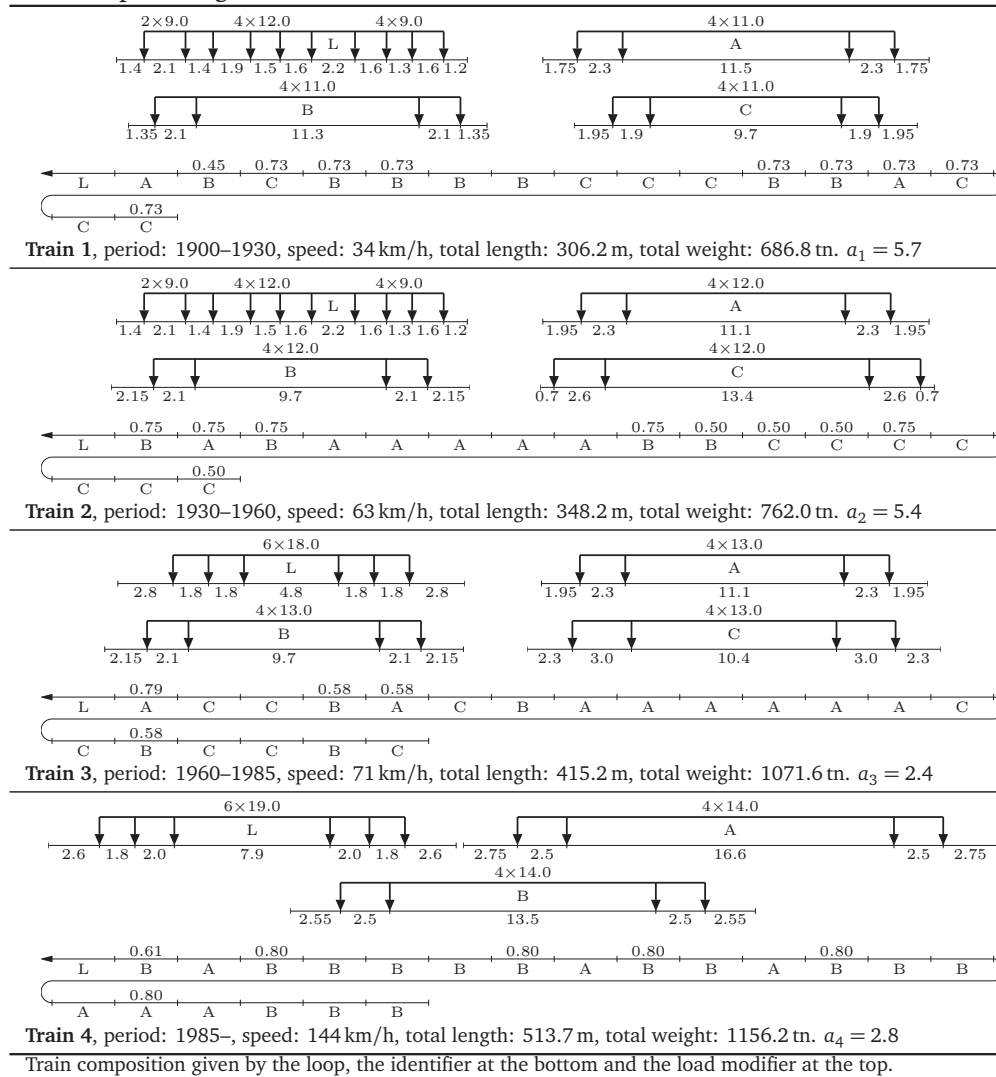 2×9.0 4×12.0 4×9.0 4×11.0
L A
1.4 2.1 1.4 1.9 1.5 1.6 2.2 1.6 1.3 1.6 1.2 1.75 2.3 11.5 2.3 1.75
4×11.0 4×11.0
B C
1.35 2.1 11.3 2.1 1.35 1.95 1.9 9.7 1.9 1.95
0.45 0.73 0.73 0.73 0.73 0.73 0.73 0.73
L A B C B B B B C C C B B A C
0.73
C C
Train 1, period: 1900–1930, speed: 34 km/h, total length: 306.2 m, total weight: 686.8 tn. a₁ = 5.7
2×9.0 4×12.0 4×9.0 4×12.0
L A
1.4 2.1 1.4 1.9 1.5 1.6 2.2 1.6 1.3 1.6 1.2 1.95 2.3 11.1 2.3 1.95
4×12.0 4×12.0
B C
2.15 2.1 9.7 2.1 2.15 0.7 2.6 13.4 2.6 0.7
0.75 0.75 0.75 0.75 0.50 0.50 0.50 0.75
L B A B A A A A A B B C C C C
0.50
C C C
Train 2, period: 1930–1960, speed: 63 km/h, total length: 348.2 m, total weight: 762.0 tn. a₂ = 5.4
6×18.0 4×13.0
L A
2.8 1.8 1.8 4.8 1.8 1.8 2.8 1.95 2.3 11.1 2.3 1.95
4×13.0 4×13.0
B C
2.15 2.1 9.7 2.1 2.15 2.3 3.0 10.4 3.0 2.3
0.79 0.58 0.58
L A C C B A C B A A A A A A C
0.58
C B C C B C
Train 3, period: 1960–1985, speed: 71 km/h, total length: 415.2 m, total weight: 1071.6 tn. a₃ = 2.4
6×19.0 4×14.0
L A
2.6 1.8 2.0 7.9 2.0 1.8 2.6 2.75 2.5 16.6 2.5 2.75
4×14.0
B
2.55 2.5 13.5 2.5 2.55
0.61 0.80 0.80 0.80 0.80
L B A B B B B B A B B A B B B
0.80
A A A B B B
Train 4, period: 1985–, speed: 144 km/h, total length: 513.7 m, total weight: 1156.2 tn. a₄ = 2.8
Train composition given by the loop, the identifier at the bottom and the load modifier at the top.